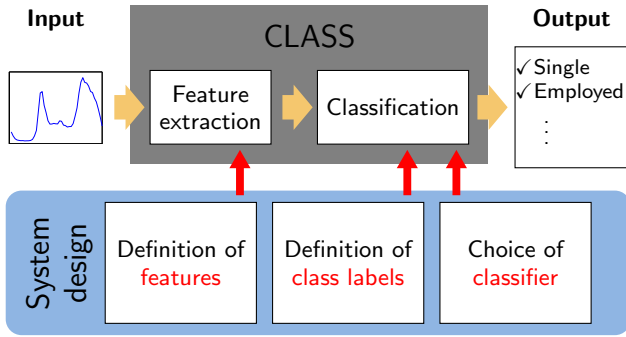 Input
CLASS
Output
Feature
extraction
Classification
✓ Single
✓ Employed
⋮
System
design
Definition of
features
Definition of
class labels
Choice of
classifier